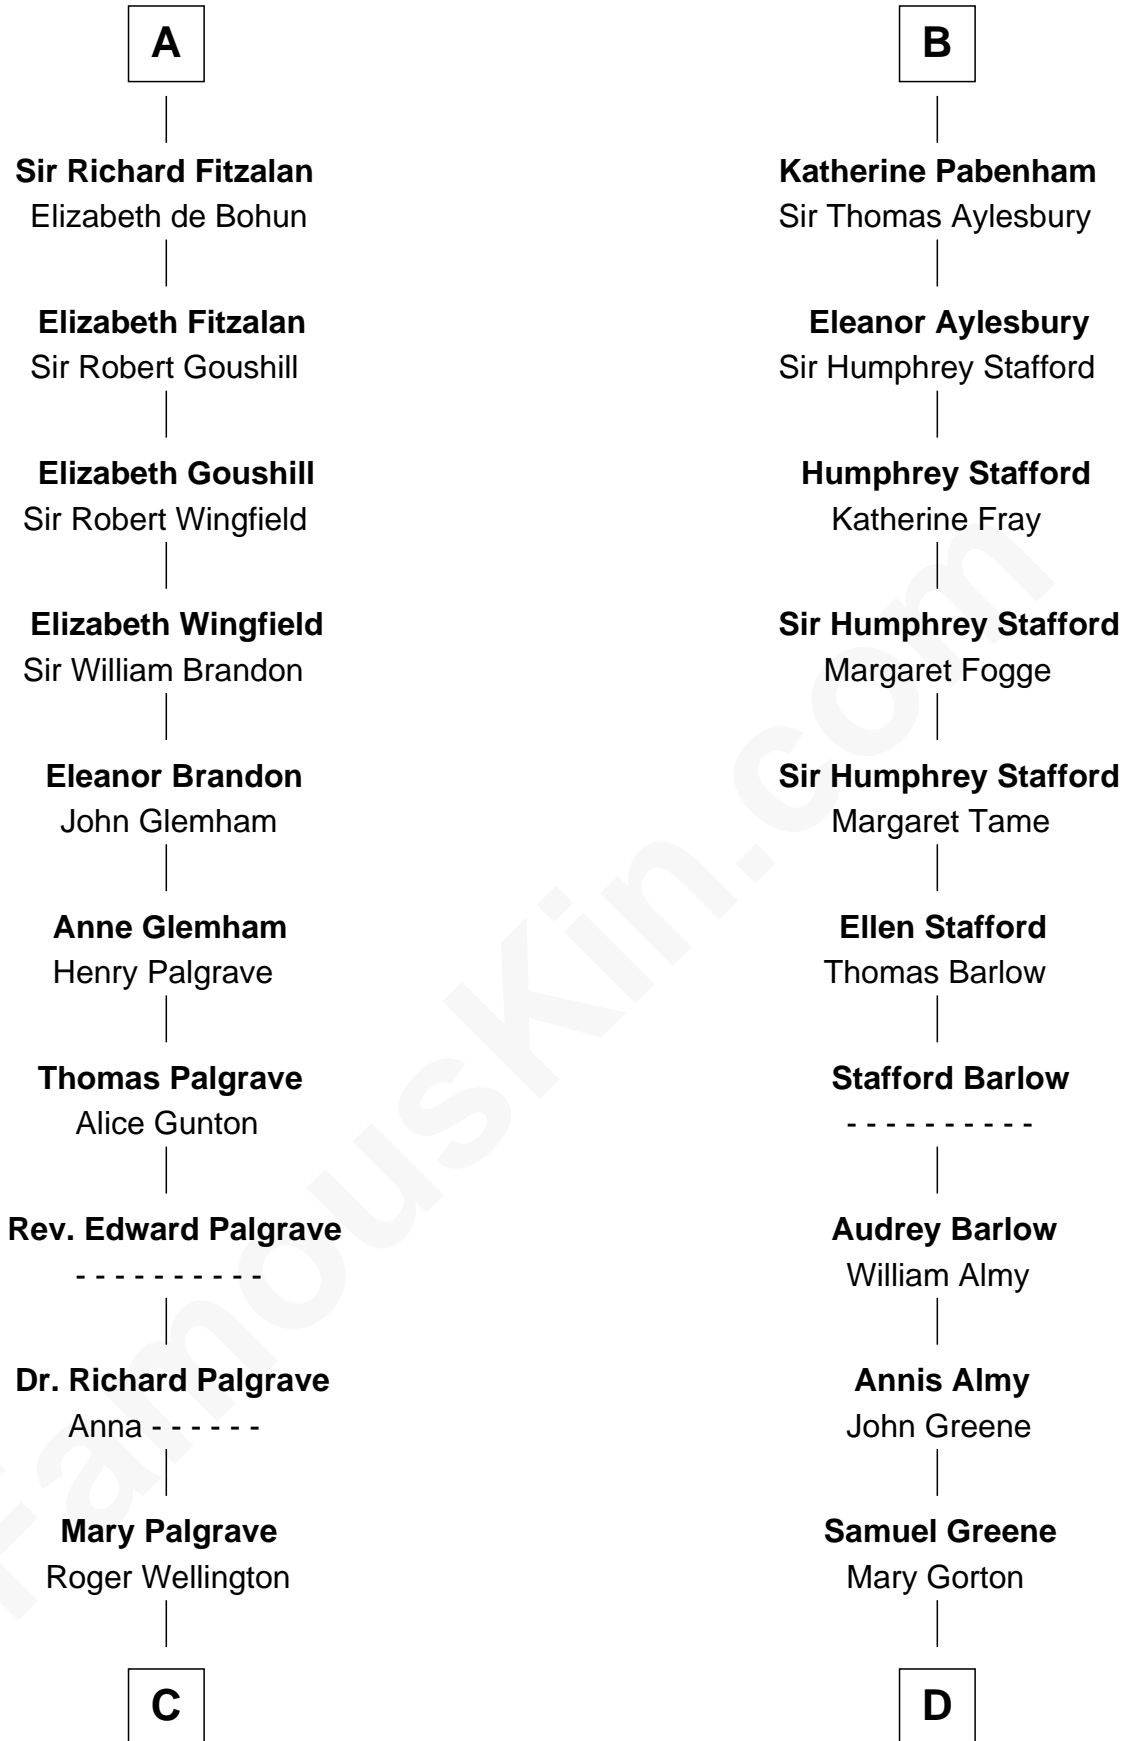 A
Sir Richard Fitzalan
Elizabeth de Bohun
Elizabeth Fitzalan
Sir Robert Goushill
Elizabeth Goushill
Sir Robert Wingfield
Elizabeth Wingfield
Sir William Brandon
Eleanor Brandon
John Glemham
Anne Glemham
Henry Palgrave
Thomas Palgrave
Alice Gunton
Rev. Edward Palgrave
- - - - - - - - - -
Dr. Richard Palgrave
Anna - - - - - -
Mary Palgrave
Roger Wellington
C
B
Katherine Pabenham
Sir Thomas Aylesbury
Eleanor Aylesbury
Sir Humphrey Stafford
Humphrey Stafford
Katherine Fray
Sir Humphrey Stafford
Margaret Fogge
Sir Humphrey Stafford
Margaret Tame
Ellen Stafford
Thomas Barlow
Stafford Barlow
- - - - - - - - - -
Audrey Barlow
William Almy
Annis Almy
John Greene
Samuel Greene
Mary Gorton
D
FamousKin.com